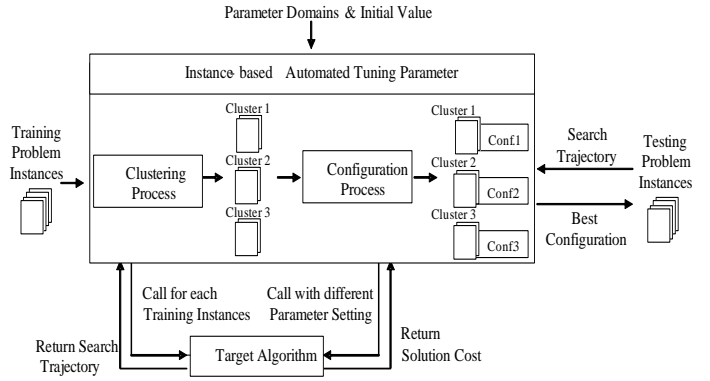 Parameter Domains & Initial Value
Instance-based Automated Tuning Parameter
Training
Problem
Instances
Clustering
Process
Cluster 1
Cluster 2
Cluster 3
Configuration
Process
Cluster 1
Conf.1
Cluster 2
Conf2
Cluster 3
Conf3
Search
Trajectory
Best
Configuration
Testing
Problem
Instances
Call for each
Training Instances
Call with different
Parameter Setting
Return Search
Trajectory
Target Algorithm
Return
Solution Cost